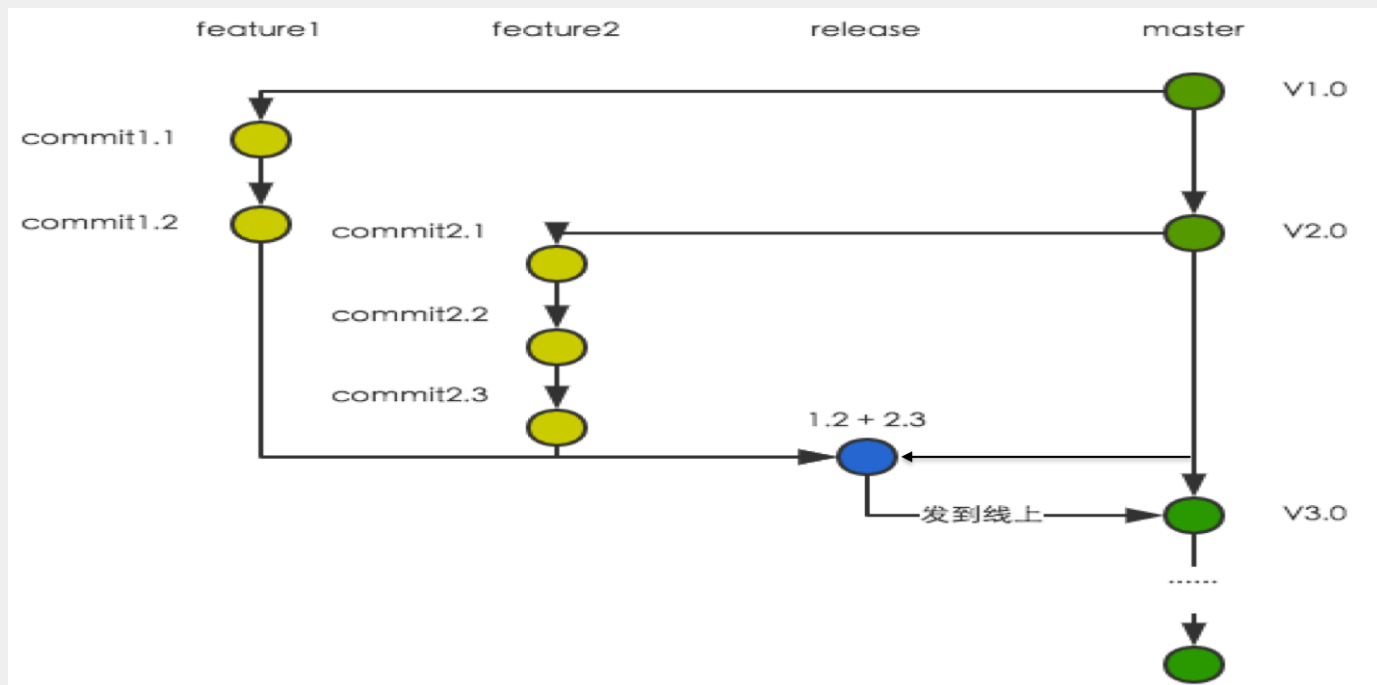 feature1 feature2 release master
V1.0
commit1.1
commit1.2
commit2.1
V2.0
commit2.2
commit2.3
1.2 + 2.3
发到线上
V3.0